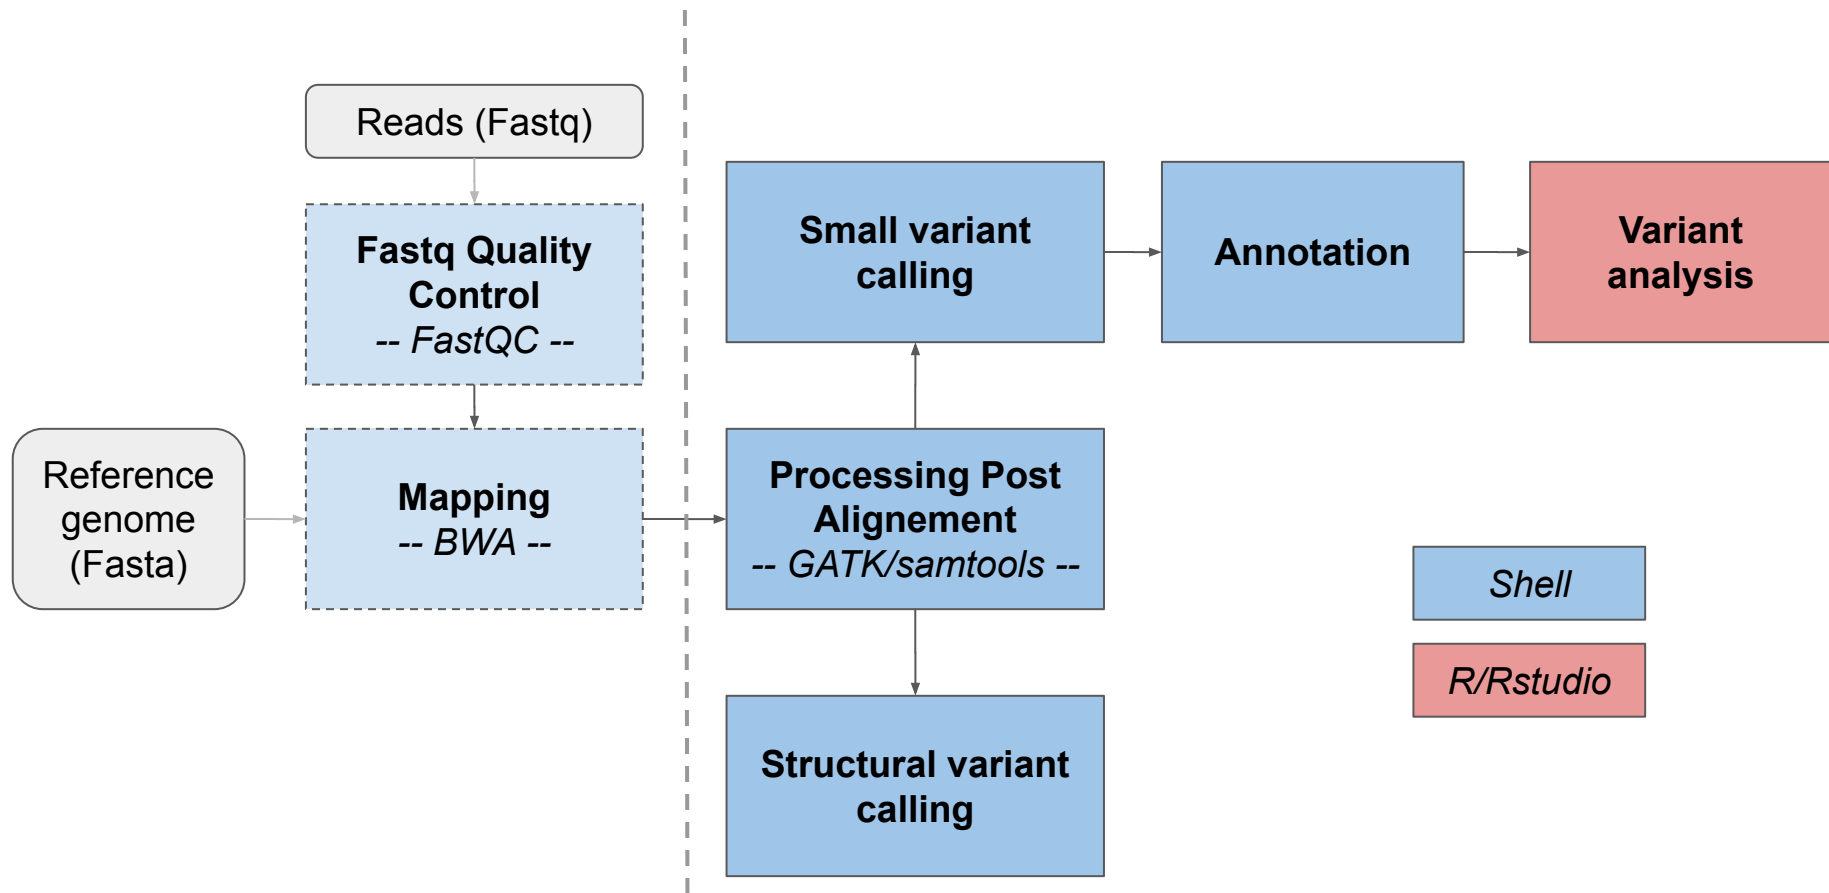 Reads (Fastq)
Fastq Quality
Control
-- FastQC --
Reference
genome
(Fasta)
Mapping
-- BWA --
Small variant
calling
Annotation
Variant
analysis
Processing Post
Alignement
-- GATK/samtools --
Structural variant
calling
Shell
R/Rstudio